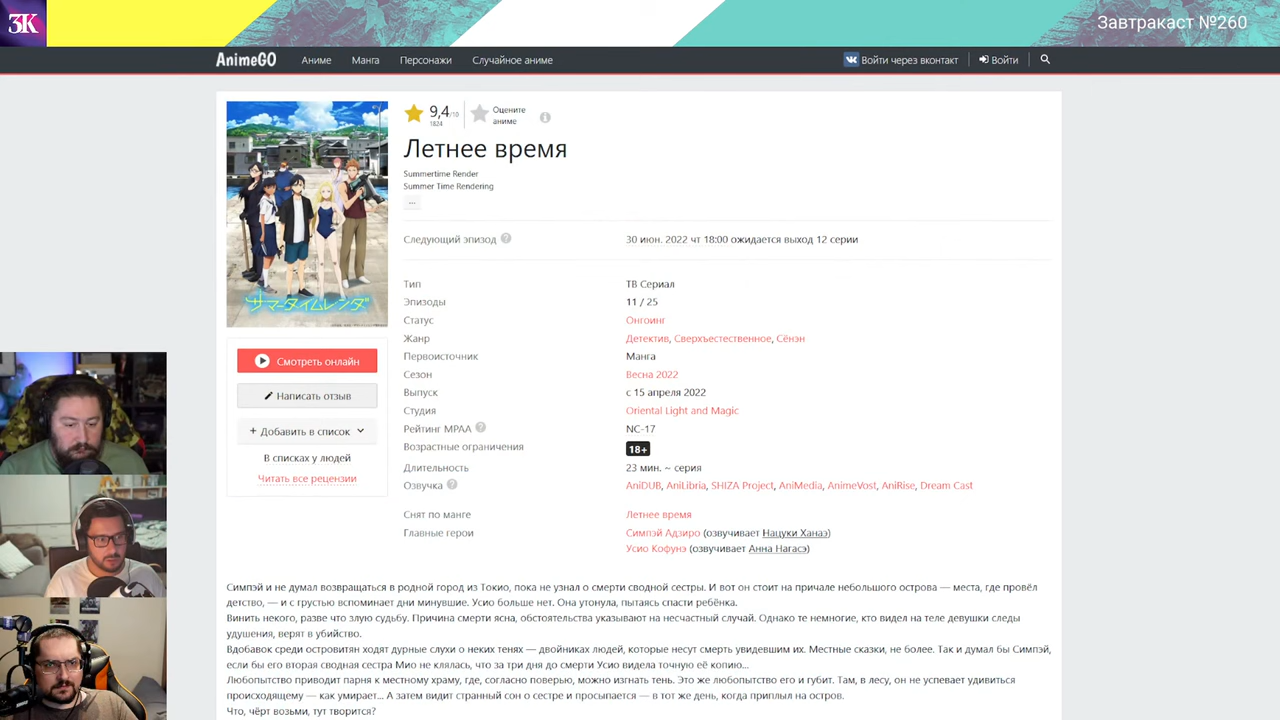 3K
Завтракаст №260
AnimeGO
Аниме
Манга
Персонажи
Случайное аниме
Войти через вконтакт
Войти
9,4/10
1824
Оцените аниме
Летнее время
Summertime Render
Summer Time Rendering
...
Следующий эпизод
30 июн. 2022 чт 18:00 ожидается выход 12 серии
Тип
ТВ Сериал
Эпизоды
11 / 25
Статус
Онгоинг
Жанр
Детектив, Сверхъестественное, Сёнэн
Первоисточник
Манга
Сезон
Весна 2022
Выпуск
с 15 апреля 2022
Студия
Oriental Light and Magic
Рейтинг MPAA
NC-17
Возрастные ограничения
18+
Длительность
23 мин. ~ серия
Озвучка
AniDUB, AniLibria, SHIZA Project, AniMedia, AnimeVost, AniRise, Dream Cast
Снят по манге
Летнее время
Главные герои
Симпэй Адзиро (озвучивает Нацуки Ханаэ)
Усио Кофунэ (озвучивает Анна Нагасэ)
サマータイムレンダ
Смотреть онлайн
Написать отзыв
+ Добавить в список
В списках у людей
Читать все рецензии
Симпэй и не думал возвращаться в родной город из Токио, пока не узнал о смерти сводной сестры. И вот он стоит на причале небольшого острова — места, где провёл
детство, — и с грустью вспоминает дни минувшие. Усио больше нет. Она утонула, пытаясь спасти ребёнка.
Винить некого, разве что злую судьбу. Причина смерти ясна, обстоятельства указывают на несчастный случай. Однако те немногие, кто видел на теле девушки следы
удушения, верят в убийство.
Вдобавок среди островитян ходят дурные слухи о неких тенях — двойниках людей, которые несут смерть увидевшим их. Местные сказки, не более. Так и думал бы Симпэй,
если бы его вторая сводная сестра Мио не клялась, что за три дня до смерти Усио видела точную её копию...
Любопытство приводит парня к местному храму, где, согласно поверью, можно изгнать тень. Это же любопытство его и губит. Там, в лесу, он не успевает удивиться
происходящему — как умирает... А затем видит странный сон о сестре и просыпается — в тот же день, когда приплыл на остров.
Что, чёрт возьми, тут творится?